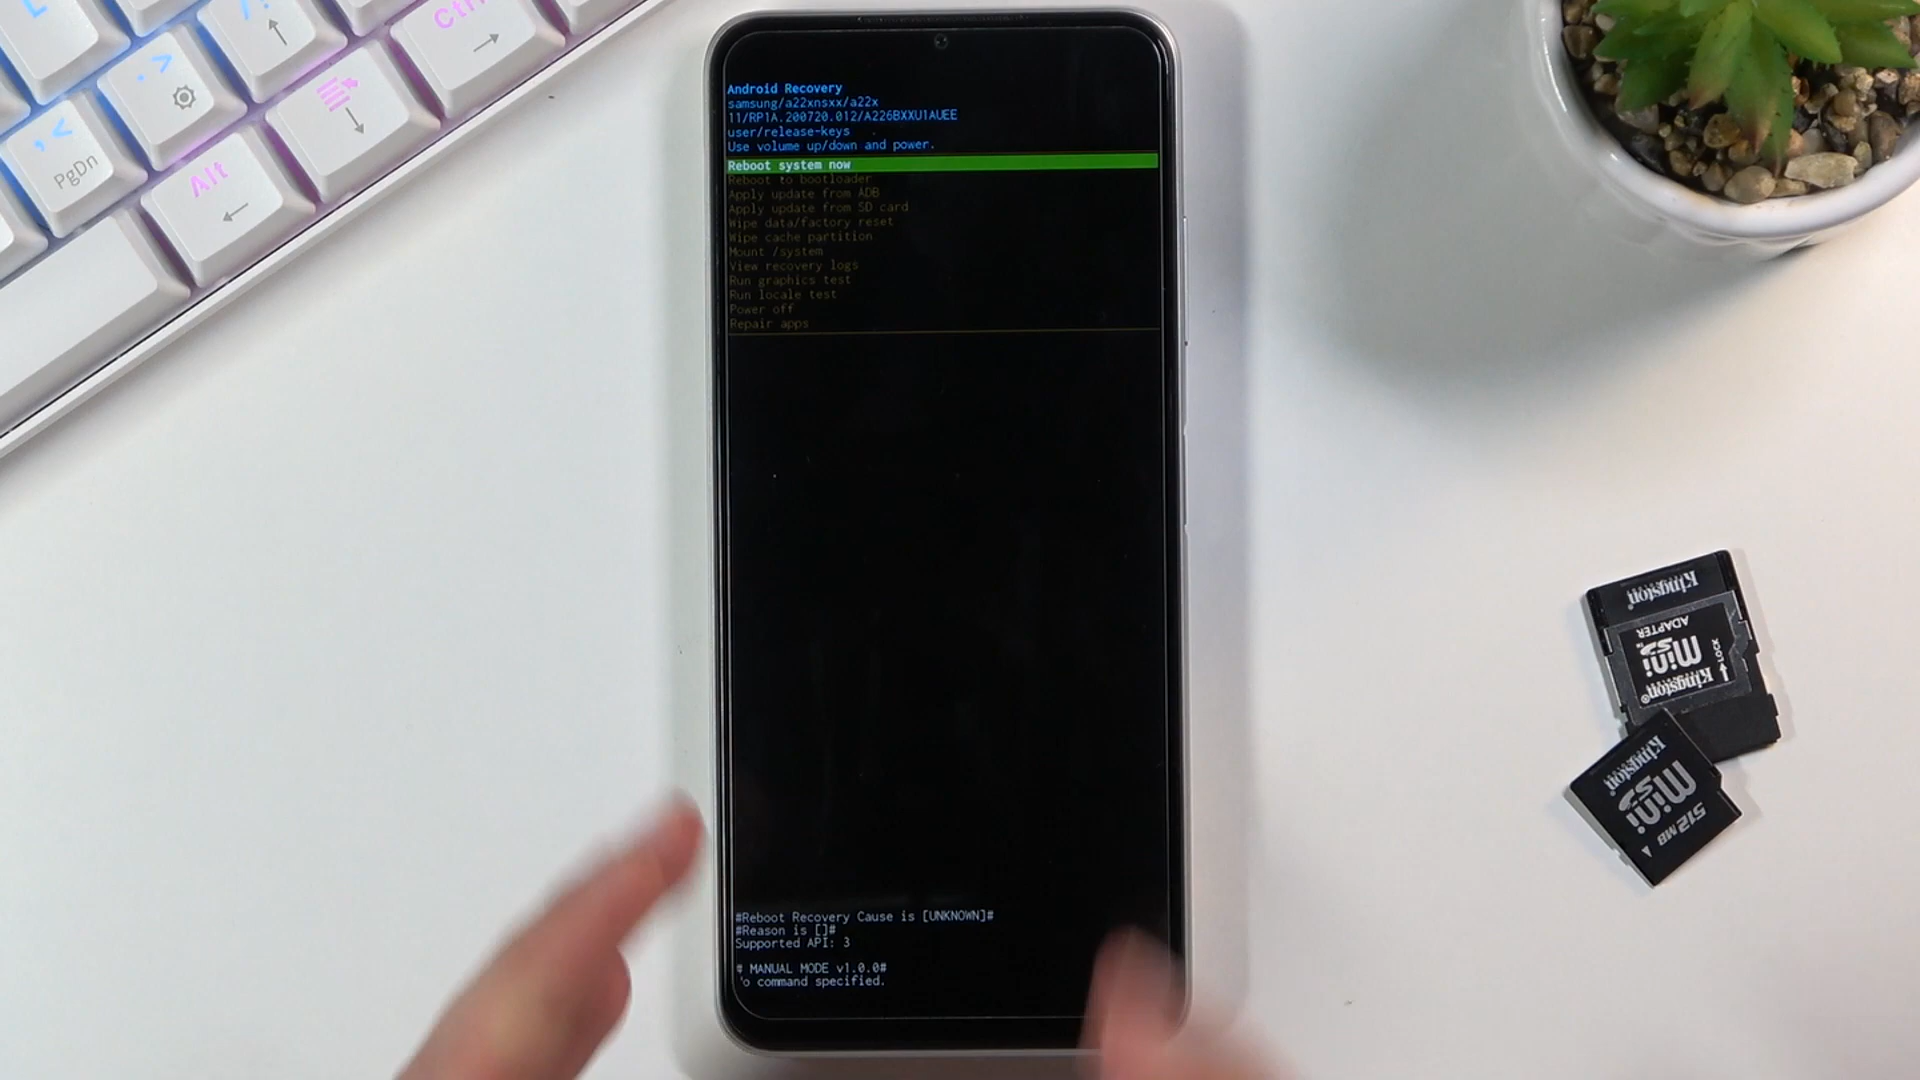 L
Ctrl
Alt
PgDn
Android Recovery
samsung/a22xnsxx/a22x
11/RP1A.200720.012/A226BXXU1AUEE
user/release-keys
Use volume up/down and power.
Reboot system now
Reboot to bootloader
Apply update from ADB
Apply update from SD card
Wipe data/factory reset
Wipe cache partition
Mount /system
View recovery logs
Run graphics test
Run locale test
Power off
Repair apps
#Reboot Recovery Cause is [UNKNOWN]#
#Reason is []#
Supported API: 3
# MANUAL MODE v1.0.0#
No command specified.
Kingston
ADAPTER
mini SD
LOCK
Kingston
Kingston
mini SD
512MB